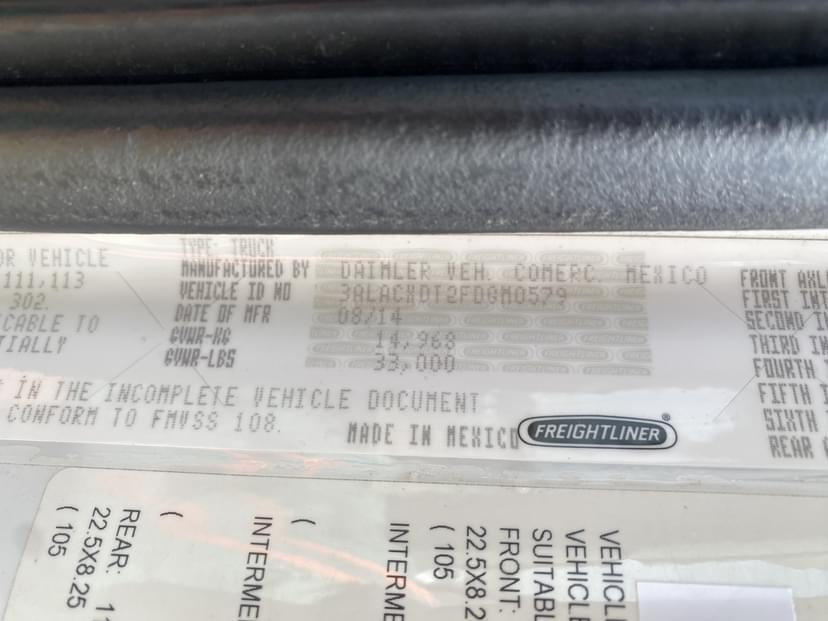 OR VEHICLE
111,113
302.
CABLE TO
TIALLY
TYPE: TRUCK
MANUFACTURED BY DAIMLER VEH. COMERC. MEXICO
VEHICLE ID NO 3ALACXDT2FDGM0579
DATE OF MFR 08/14
GVWR-KG 14,968
GVWR-LBS 33,000
IN THE INCOMPLETE VEHICLE DOCUMENT
CONFORM TO FMVSS 108.
MADE IN MEXICO
FREIGHTLINER®
FRONT AXL
FIRST INT
SECOND I
THIRD IN
FOURTH
FIFTH I
SIXTH
REAR A
VEHICL
VEHICLE
SUITABL
FRONT:
22.5X8.2
( 105
INTERME
(
INTERME
(
REAR: 11
22.5X8.25
( 105